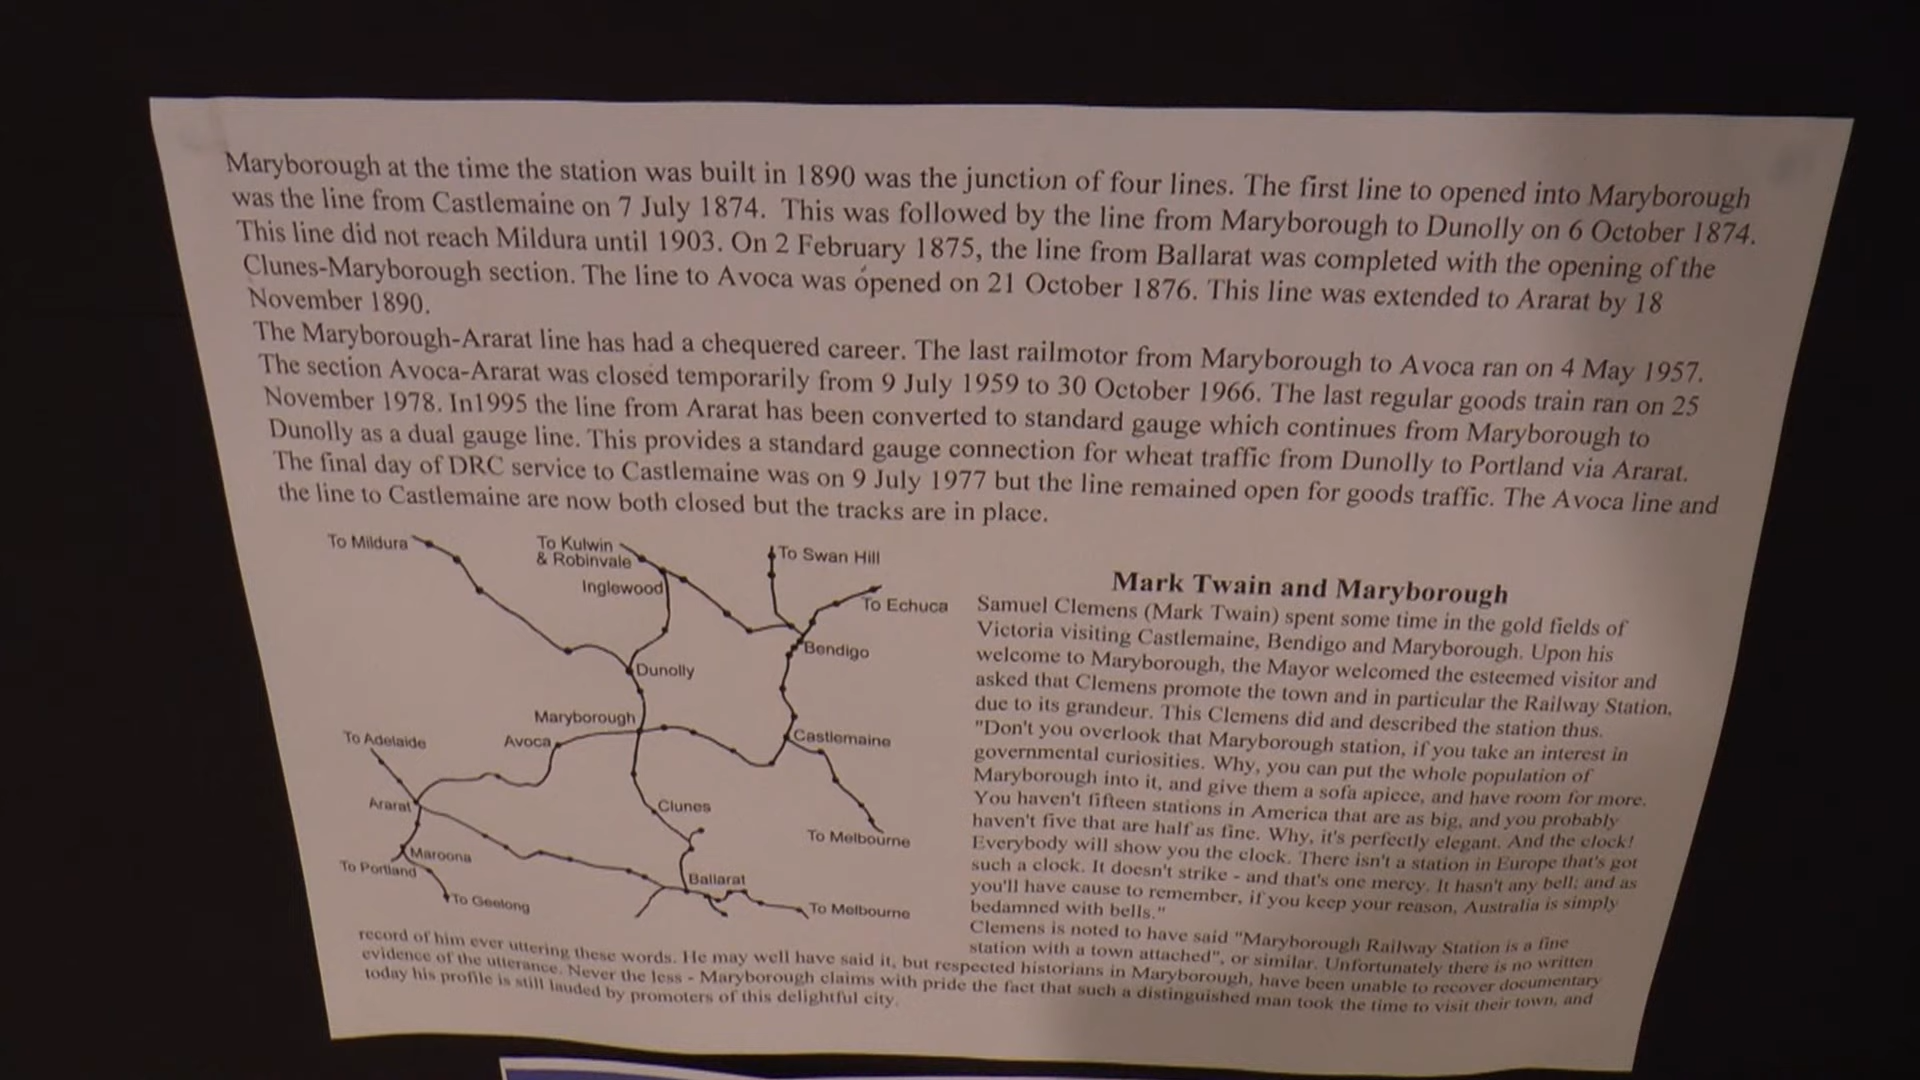 Maryborough at the time the station was built in 1890 was the junction of four lines. The first line to opened into Maryborough
was the line from Castlemaine on 7 July 1874. This was followed by the line from Maryborough to Dunolly on 6 October 1874.
This line did not reach Mildura until 1903. On 2 February 1875, the line from Ballarat was completed with the opening of the
Clunes-Maryborough section. The line to Avoca was opened on 21 October 1876. This line was extended to Ararat by 18
November 1890.
The Maryborough-Ararat line has had a chequered career. The last railmotor from Maryborough to Avoca ran on 4 May 1957.
The section Avoca-Ararat was closed temporarily from 9 July 1959 to 30 October 1966. The last regular goods train ran on 25
November 1978. In1995 the line from Ararat has been converted to standard gauge which continues from Maryborough to
Dunolly as a dual gauge line. This provides a standard gauge connection for wheat traffic from Dunolly to Portland via Ararat.
The final day of DRC service to Castlemaine was on 9 July 1977 but the line remained open for goods traffic. The Avoca line and
the line to Castlemaine are now both closed but the tracks are in place.
To Mildura
To Kulwin
& Robinvale
To Swan Hill
Inglewood
To Echuca
Bendigo
Dunolly
Maryborough
Avoca
To Adelaide
Castlemaine
Ararat
Clunes
To Melbourne
Maroona
To Portland
To Geelong
Ballarat
To Melbourne
Mark Twain and Maryborough
Samuel Clemens (Mark Twain) spent some time in the gold fields of
Victoria visiting Castlemaine, Bendigo and Maryborough. Upon his
welcome to Maryborough, the Mayor welcomed the esteemed visitor and
asked that Clemens promote the town and in particular the Railway Station,
due to its grandeur. This Clemens did and described the station thus.
"Don't you overlook that Maryborough station, if you take an interest in
governmental curiosities. Why, you can put the whole population of
Maryborough into it, and give them a sofa apiece, and have room for more.
You haven't fifteen stations in America that are as big, and you probably
haven't five that are half as fine. Why, it's perfectly elegant. And the clock!
Everybody will show you the clock. There isn't a station in Europe that's got
such a clock. It doesn't strike - and that's one mercy. It hasn't any bell; and as
you'll have cause to remember, if you keep your reason, Australia is simply
bedamned with bells."
Clemens is noted to have said "Maryborough Railway Station is a fine
station with a town attached", or similar. Unfortunately there is no written
record of him ever uttering these words. He may well have said it, but respected historians in Maryborough, have been unable to recover documentary
evidence of the utterance. Never the less - Maryborough claims with pride the fact that such a distinguished man took the time to visit their town, and
today his profile is still lauded by promoters of this delightful city.